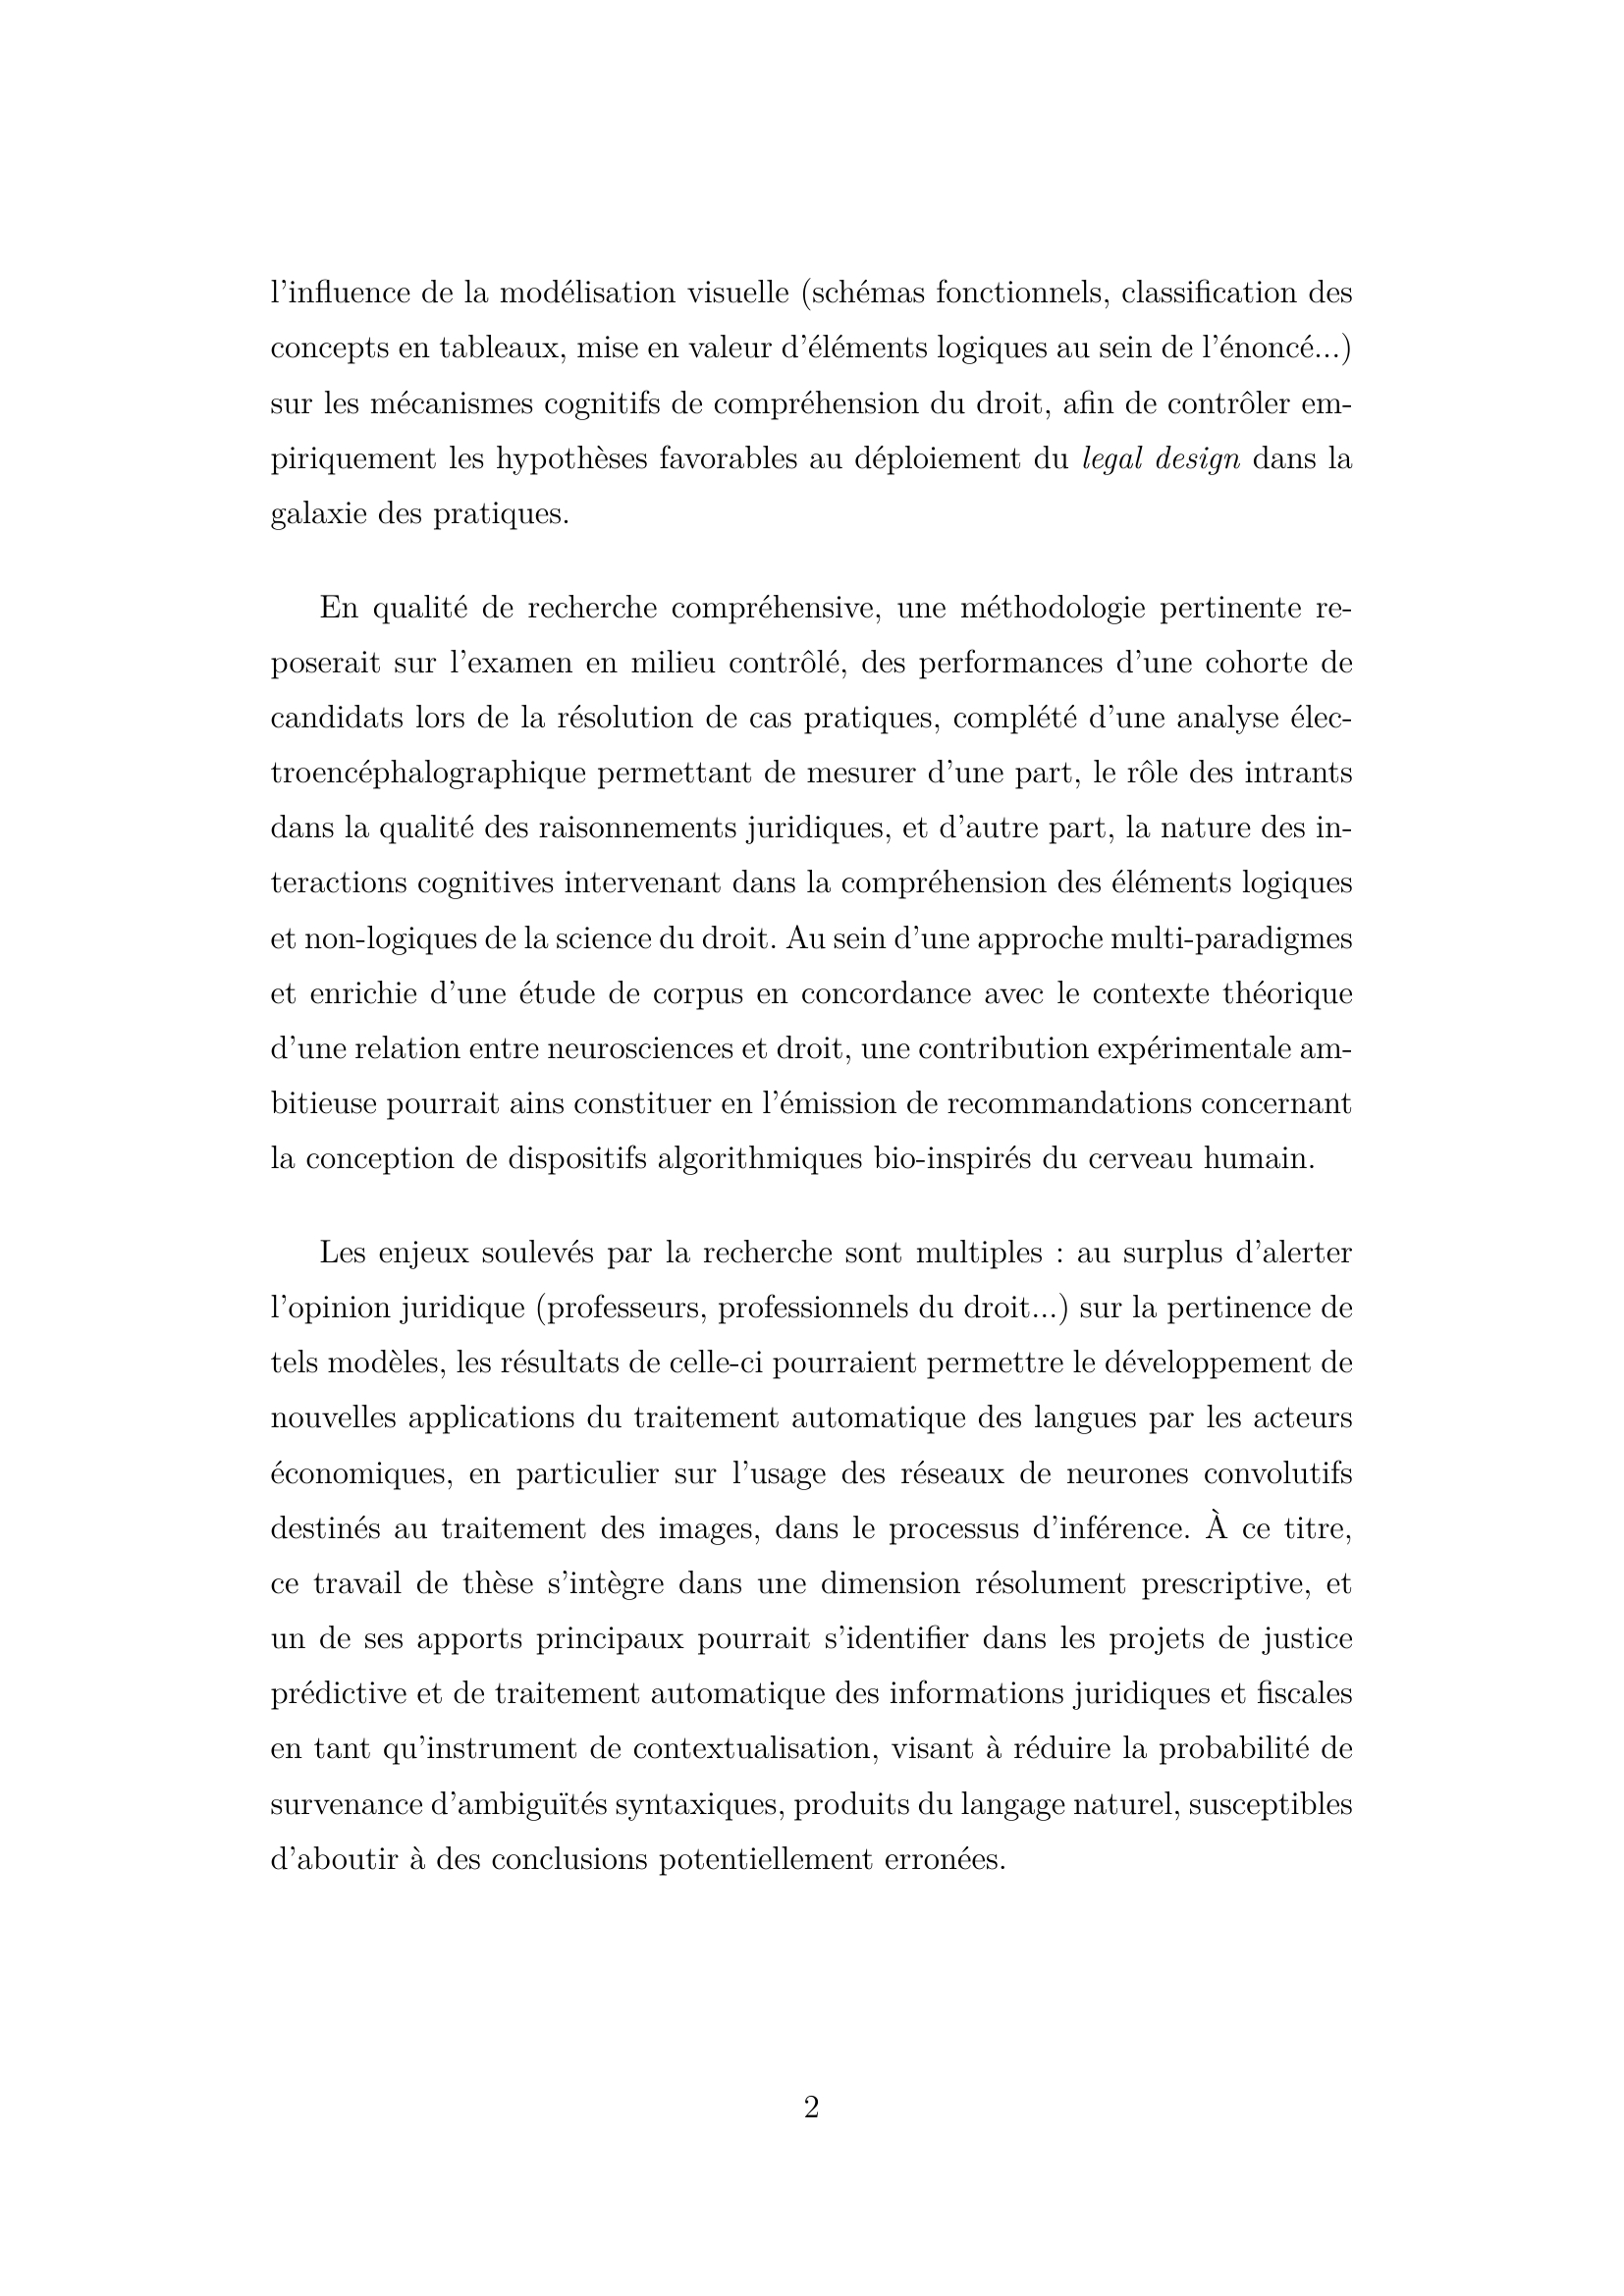 l'influence de la modélisation visuelle (schémas fonctionnels, classification des
concepts en tableaux, mise en valeur d'éléments logiques au sein de l'énoncé...)
sur les mécanismes cognitifs de compréhension du droit, afin de contrôler em-
piriquement les hypothèses favorables au déploiement du legal design dans la
galaxie des pratiques.
En qualité de recherche compréhensive, une méthodologie pertinente re-
poserait sur l'examen en milieu contrôlé, des performances d'une cohorte de
candidats lors de la résolution de cas pratiques, complété d'une analyse élec-
troencéphalographique permettant de mesurer d'une part, le rôle des intrants
dans la qualité des raisonnements juridiques, et d'autre part, la nature des in-
teractions cognitives intervenant dans la compréhension des éléments logiques
et non-logiques de la science du droit. Au sein d'une approche multi-paradigmes
et enrichie d'une étude de corpus en concordance avec le contexte théorique
d'une relation entre neurosciences et droit, une contribution expérimentale am-
bitieuse pourrait ains constituer en l'émission de recommandations concernant
la conception de dispositifs algorithmiques bio-inspirés du cerveau humain.
Les enjeux soulevés par la recherche sont multiples : au surplus d'alerter
l'opinion juridique (professeurs, professionnels du droit...) sur la pertinence de
tels modèles, les résultats de celle-ci pourraient permettre le développement de
nouvelles applications du traitement automatique des langues par les acteurs
économiques, en particulier sur l'usage des réseaux de neurones convolutifs
destinés au traitement des images, dans le processus d'inférence. À ce titre,
ce travail de thèse s'intègre dans une dimension résolument prescriptive, et
un de ses apports principaux pourrait s'identifier dans les projets de justice
prédictive et de traitement automatique des informations juridiques et fiscales
en tant qu'instrument de contextualisation, visant à réduire la probabilité de
survenance d'ambiguïtés syntaxiques, produits du langage naturel, susceptibles
d'aboutir à des conclusions potentiellement erronées.
2